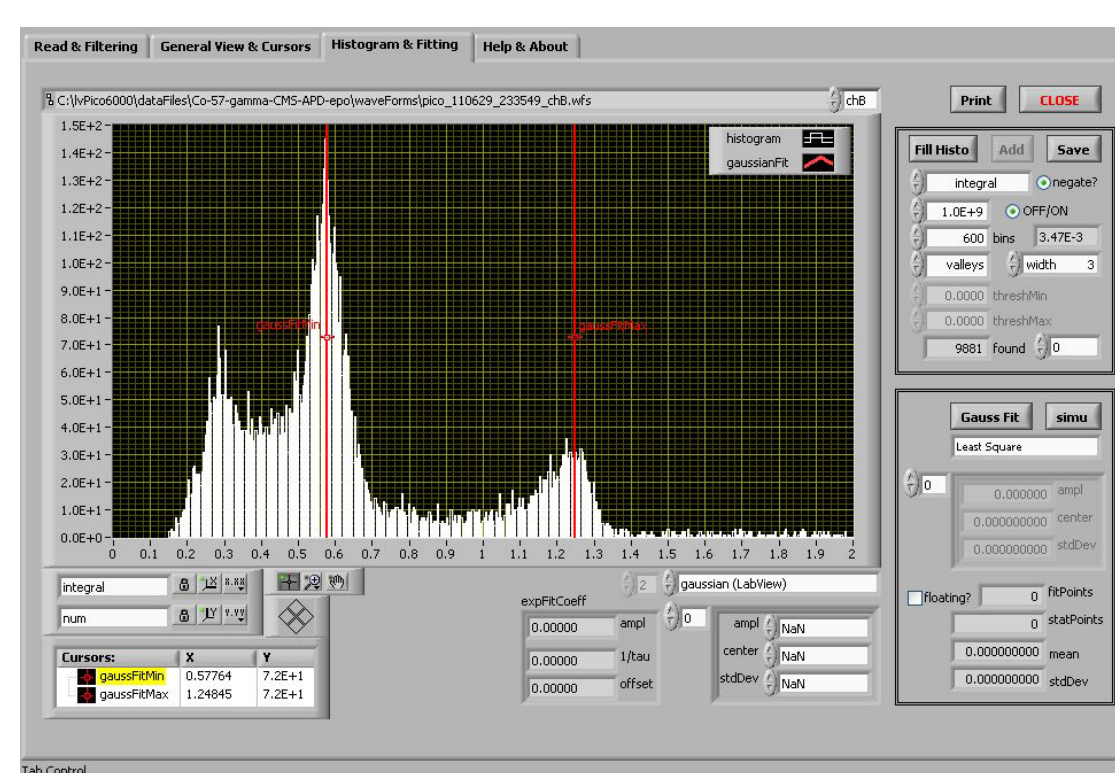 Read & Filtering General View & Cursors Histogram & Fitting Help & About
C:\lvPico6000\dataFiles\Co-57-gamma-CMS-APD-epo\waveForms\pico_110629_233549_chB.wfs chB
Print CLOSE
1.5E+2
1.4E+2
1.3E+2
1.2E+2
1.1E+2
1.0E+2
9.0E+1
8.0E+1
7.0E+1
6.0E+1
5.0E+1
4.0E+1
3.0E+1
2.0E+1
1.0E+1
0.0E+0
histogram
gaussianFit
gaussFitMin gaussFitMax
0 0.1 0.2 0.3 0.4 0.5 0.6 0.7 0.8 0.9 1 1.1 1.2 1.3 1.4 1.5 1.6 1.7 1.8 1.9 2
Fill Histo Add Save
integral negate?
1.0E+9 OFF/ON
600 bins 3.47E-3
valleys width 3
0.0000 threshMin
0.0000 threshMax
9881 found 0
Gauss Fit simu
Least Square
0
0.000000 ampl
0.000000000 center
0.000000000 stdDev
floating? 0 fitPoints
0 statPoints
0.000000000 mean
0.000000000 stdDev
integral X X.XX
num Y Y.YY
Cursors: X Y
gaussFitMin 0.57764 7.2E+1
gaussFitMax 1.24845 7.2E+1
2 gaussian (LabView)
expFitCoeff
0.00000 ampl
0.00000 1/tau
0.00000 offset
0
ampl NaN
center NaN
stdDev NaN
Tab Control